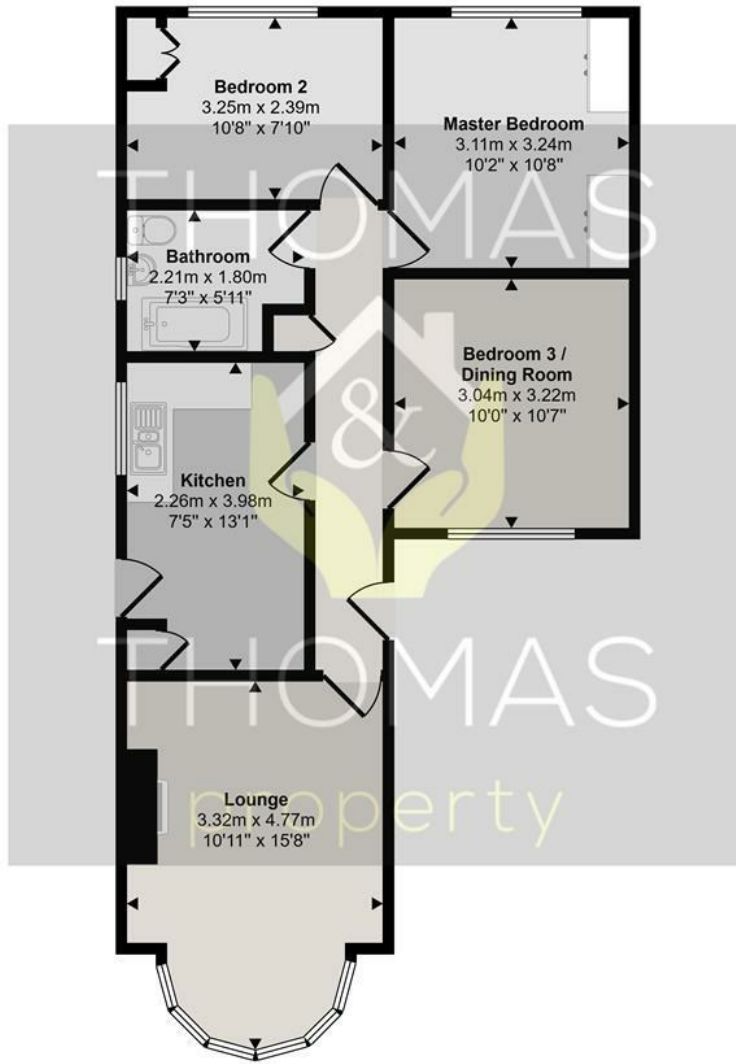 Bedroom 2
3.25m x 2.39m
10'8" x 7'10"
Master Bedroom
3.11m x 3.24m
10'2" x 10'8"
THOMAS
Bathroom
2.21m x 1.80m
7'3" x 5'11"
Bedroom 3 /
Dining Room
3.04m x 3.22m
10'0" x 10'7"
&
Kitchen
2.26m x 3.98m
7'5" x 13'1"
THOMAS
Lounge
3.32m x 4.77m
10'11" x 15'8"
property